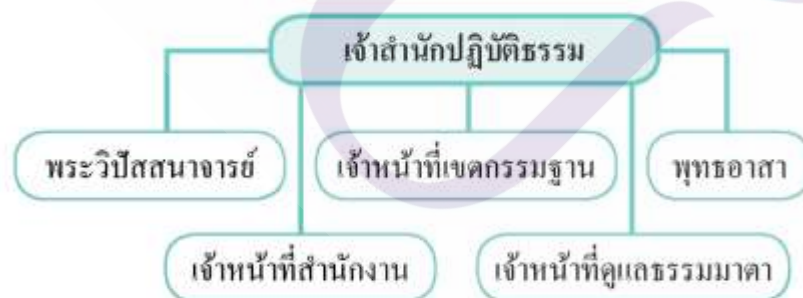 เจ้าสำนักปฏิบัติธรรม
พระวิปัสสนาจารย์
เจ้าหน้าที่เขตกรรมฐาน
พุทธอาสา
เจ้าหน้าที่สำนักงาน
เจ้าหน้าที่ดูแลธรรมมาตา